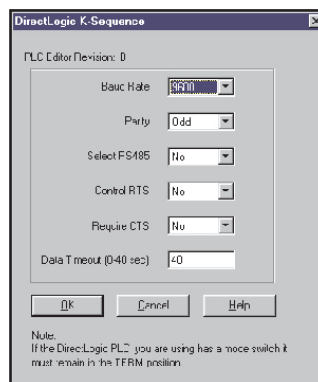 DirectLogic K-Sequence
PLC Editor Revision: D
Baud Rate 9600
Parity Odd
Select RS485 No
Control RTS No
Require CTS No
Data Timeout (0-40 sec) 40
OK Cancel Help
Note:
If the DirectLogic PLC you are using has a mode switch it
must remain in the TERM position